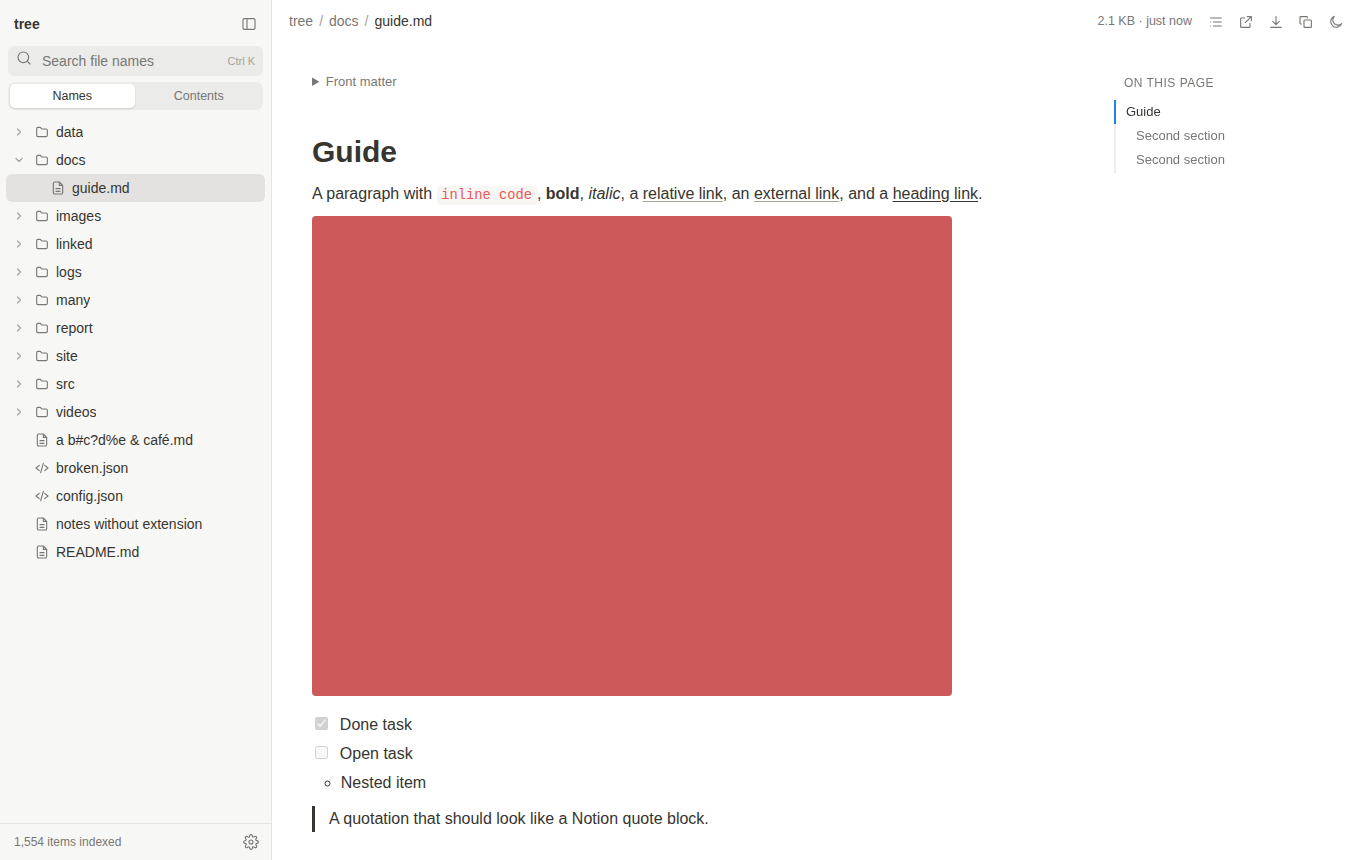 tree
Search file names Ctrl K
Names Contents
data
docs
guide.md
images
linked
logs
many
report
site
src
videos
a b#c?d%e & café.md
broken.json
config.json
notes without extension
README.md
1,554 items indexed
tree / docs / guide.md
2.1 KB · just now
Front matter
Guide
A paragraph with inline code, bold, italic, a relative link, an external link, and a heading link.
Done task
Open task
Nested item
A quotation that should look like a Notion quote block.
ON THIS PAGE
Guide
Second section
Second section